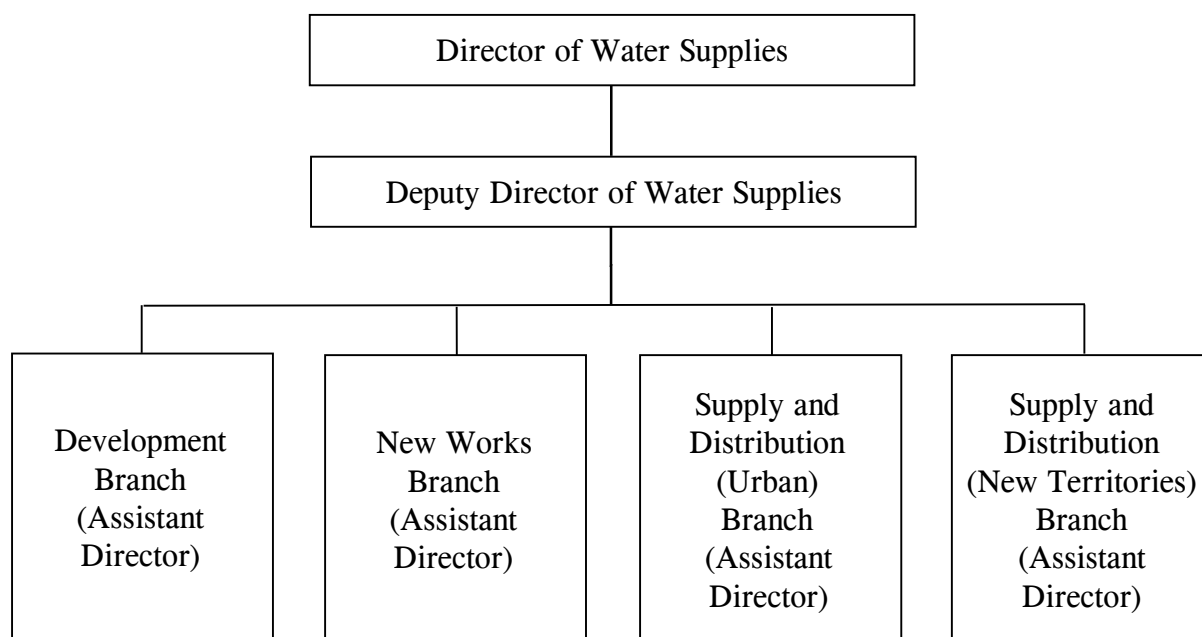 Director of Water Supplies
Deputy Director of Water Supplies
Development
Branch
(Assistant
Director)
New Works
Branch
(Assistant
Director)
Supply and
Distribution
(Urban)
Branch
(Assistant
Director)
Supply and
Distribution
(New Territories)
Branch
(Assistant
Director)